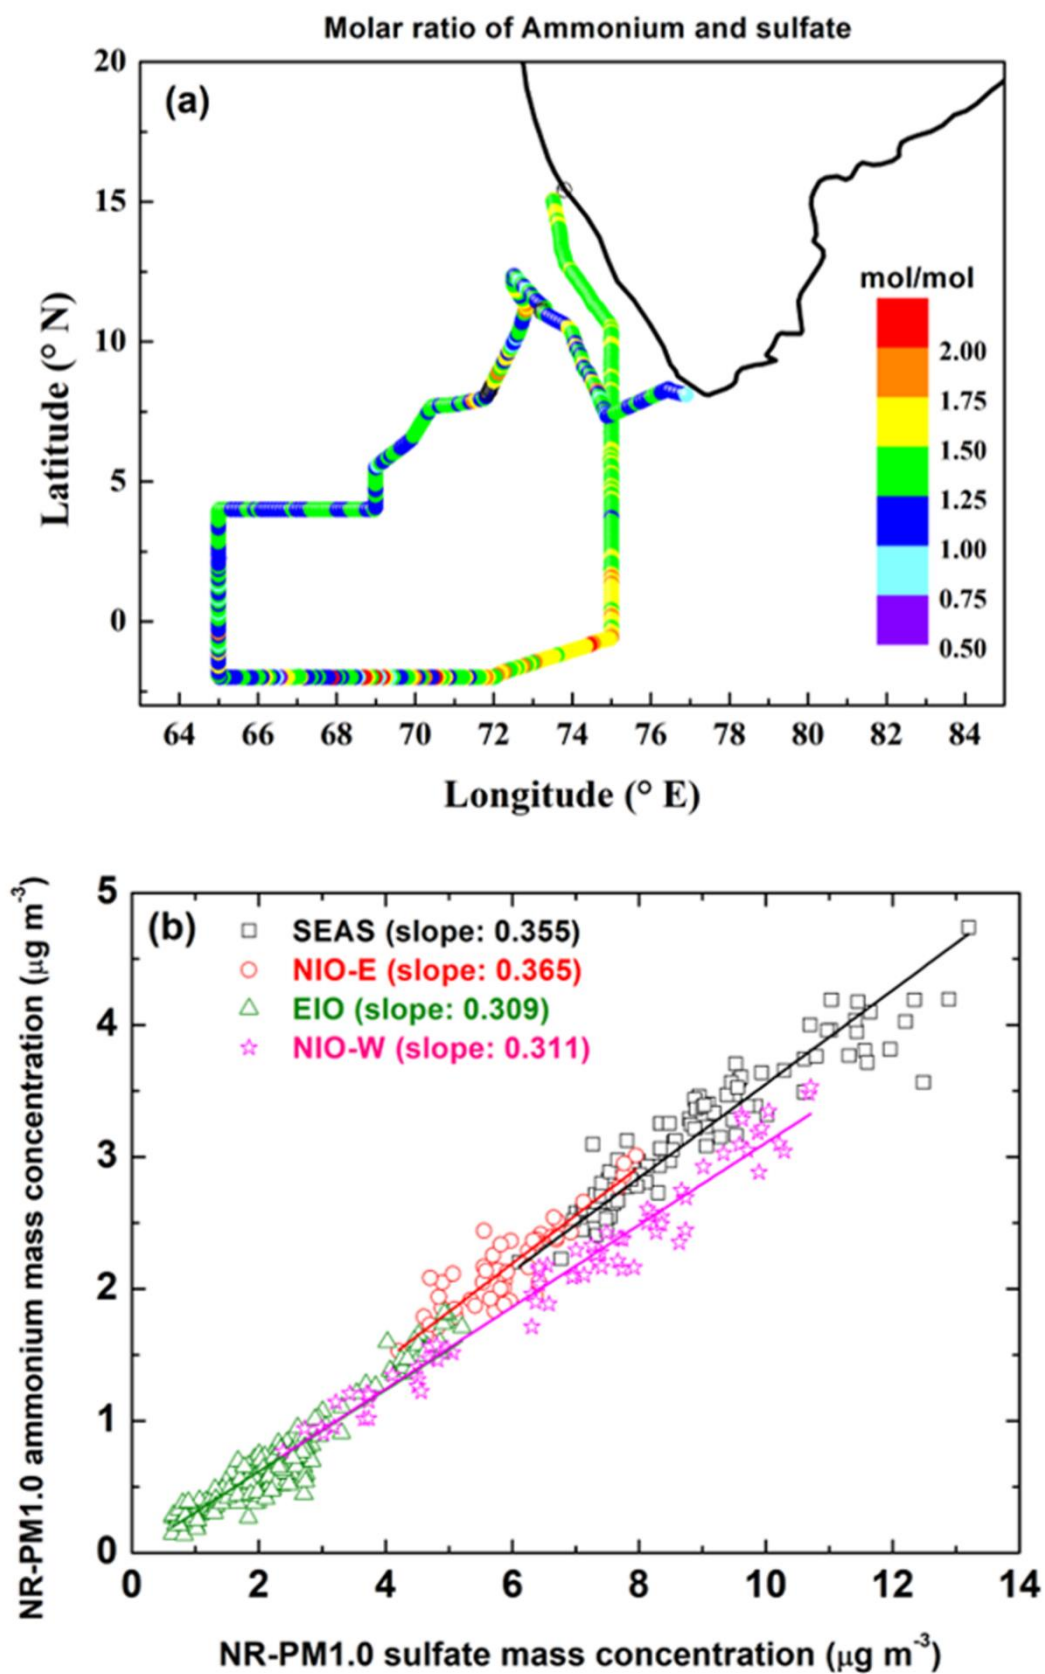 Molar ratio of Ammonium and sulfate
20
(a)
15
mol/mol
10
2.00
1.75
1.50
5
1.25
1.00
0.75
0
0.50
64 66 68 70 72 74 76 78 80 82 84
Latitude (° N)
Longitude (° E)
5
(b)
SEAS (slope: 0.355)
NIO-E (slope: 0.365)
EIO (slope: 0.309)
NIO-W (slope: 0.311)
4
3
2
1
0
0 2 4 6 8 10 12 14
NR-PM1.0 ammonium mass concentration (μg m-3)
NR-PM1.0 sulfate mass concentration (μg m-3)